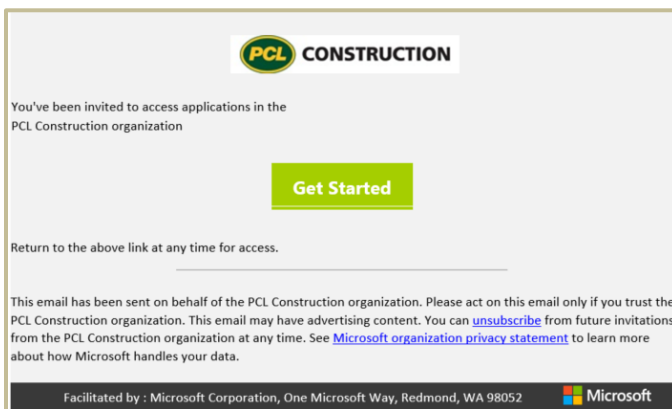 PCL CONSTRUCTION
You've been invited to access applications in the
PCL Construction organization
Get Started
Return to the above link at any time for access.
This email has been sent on behalf of the PCL Construction organization. Please act on this email only if you trust the
PCL Construction organization. This email may have advertising content. You can unsubscribe from future invitations
from the PCL Construction organization at any time. See Microsoft organization privacy statement to learn more
about how Microsoft handles your data.
Facilitated by : Microsoft Corporation, One Microsoft Way, Redmond, WA 98052 Microsoft